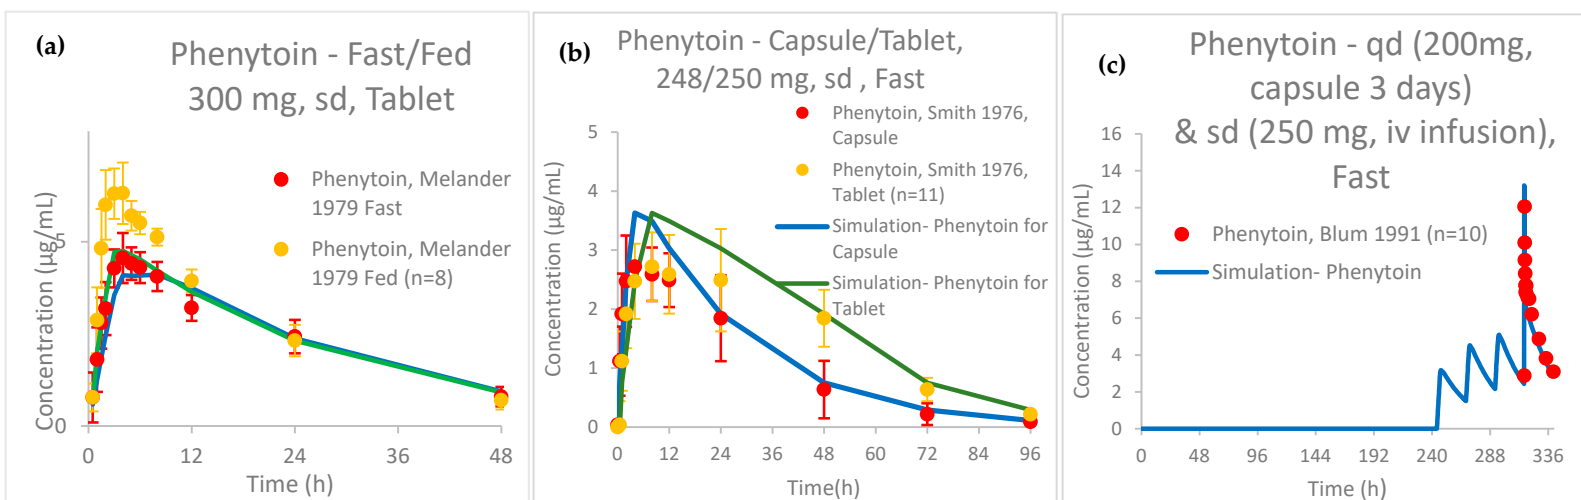 (a)
Phenytoin - Fast/Fed
300 mg, sd, Tablet
Concentration (µg/mL)
5
0
Phenytoin, Melander
1979 Fast
Phenytoin, Melander
1979 Fed (n=8)
0 12 24 36 48
Time (h)
(b)
Phenytoin - Capsule/Tablet,
248/250 mg, sd , Fast
Concentration (µg/mL)
5
4
3
2
1
0
Phenytoin, Smith 1976,
Capsule
Phenytoin, Smith 1976,
Tablet (n=11)
Simulation- Phenytoin for
Capsule
Simulation- Phenytoin for
Tablet
0 12 24 36 48 60 72 84 96
Time(h)
(c)
Phenytoin - qd (200mg,
capsule 3 days)
& sd (250 mg, iv infusion),
Fast
Concentration (µg/mL)
16
14
12
10
8
6
4
2
0
Phenytoin, Blum 1991 (n=10)
Simulation- Phenytoin
0 48 96 144 192 240 288 336
Time (h)